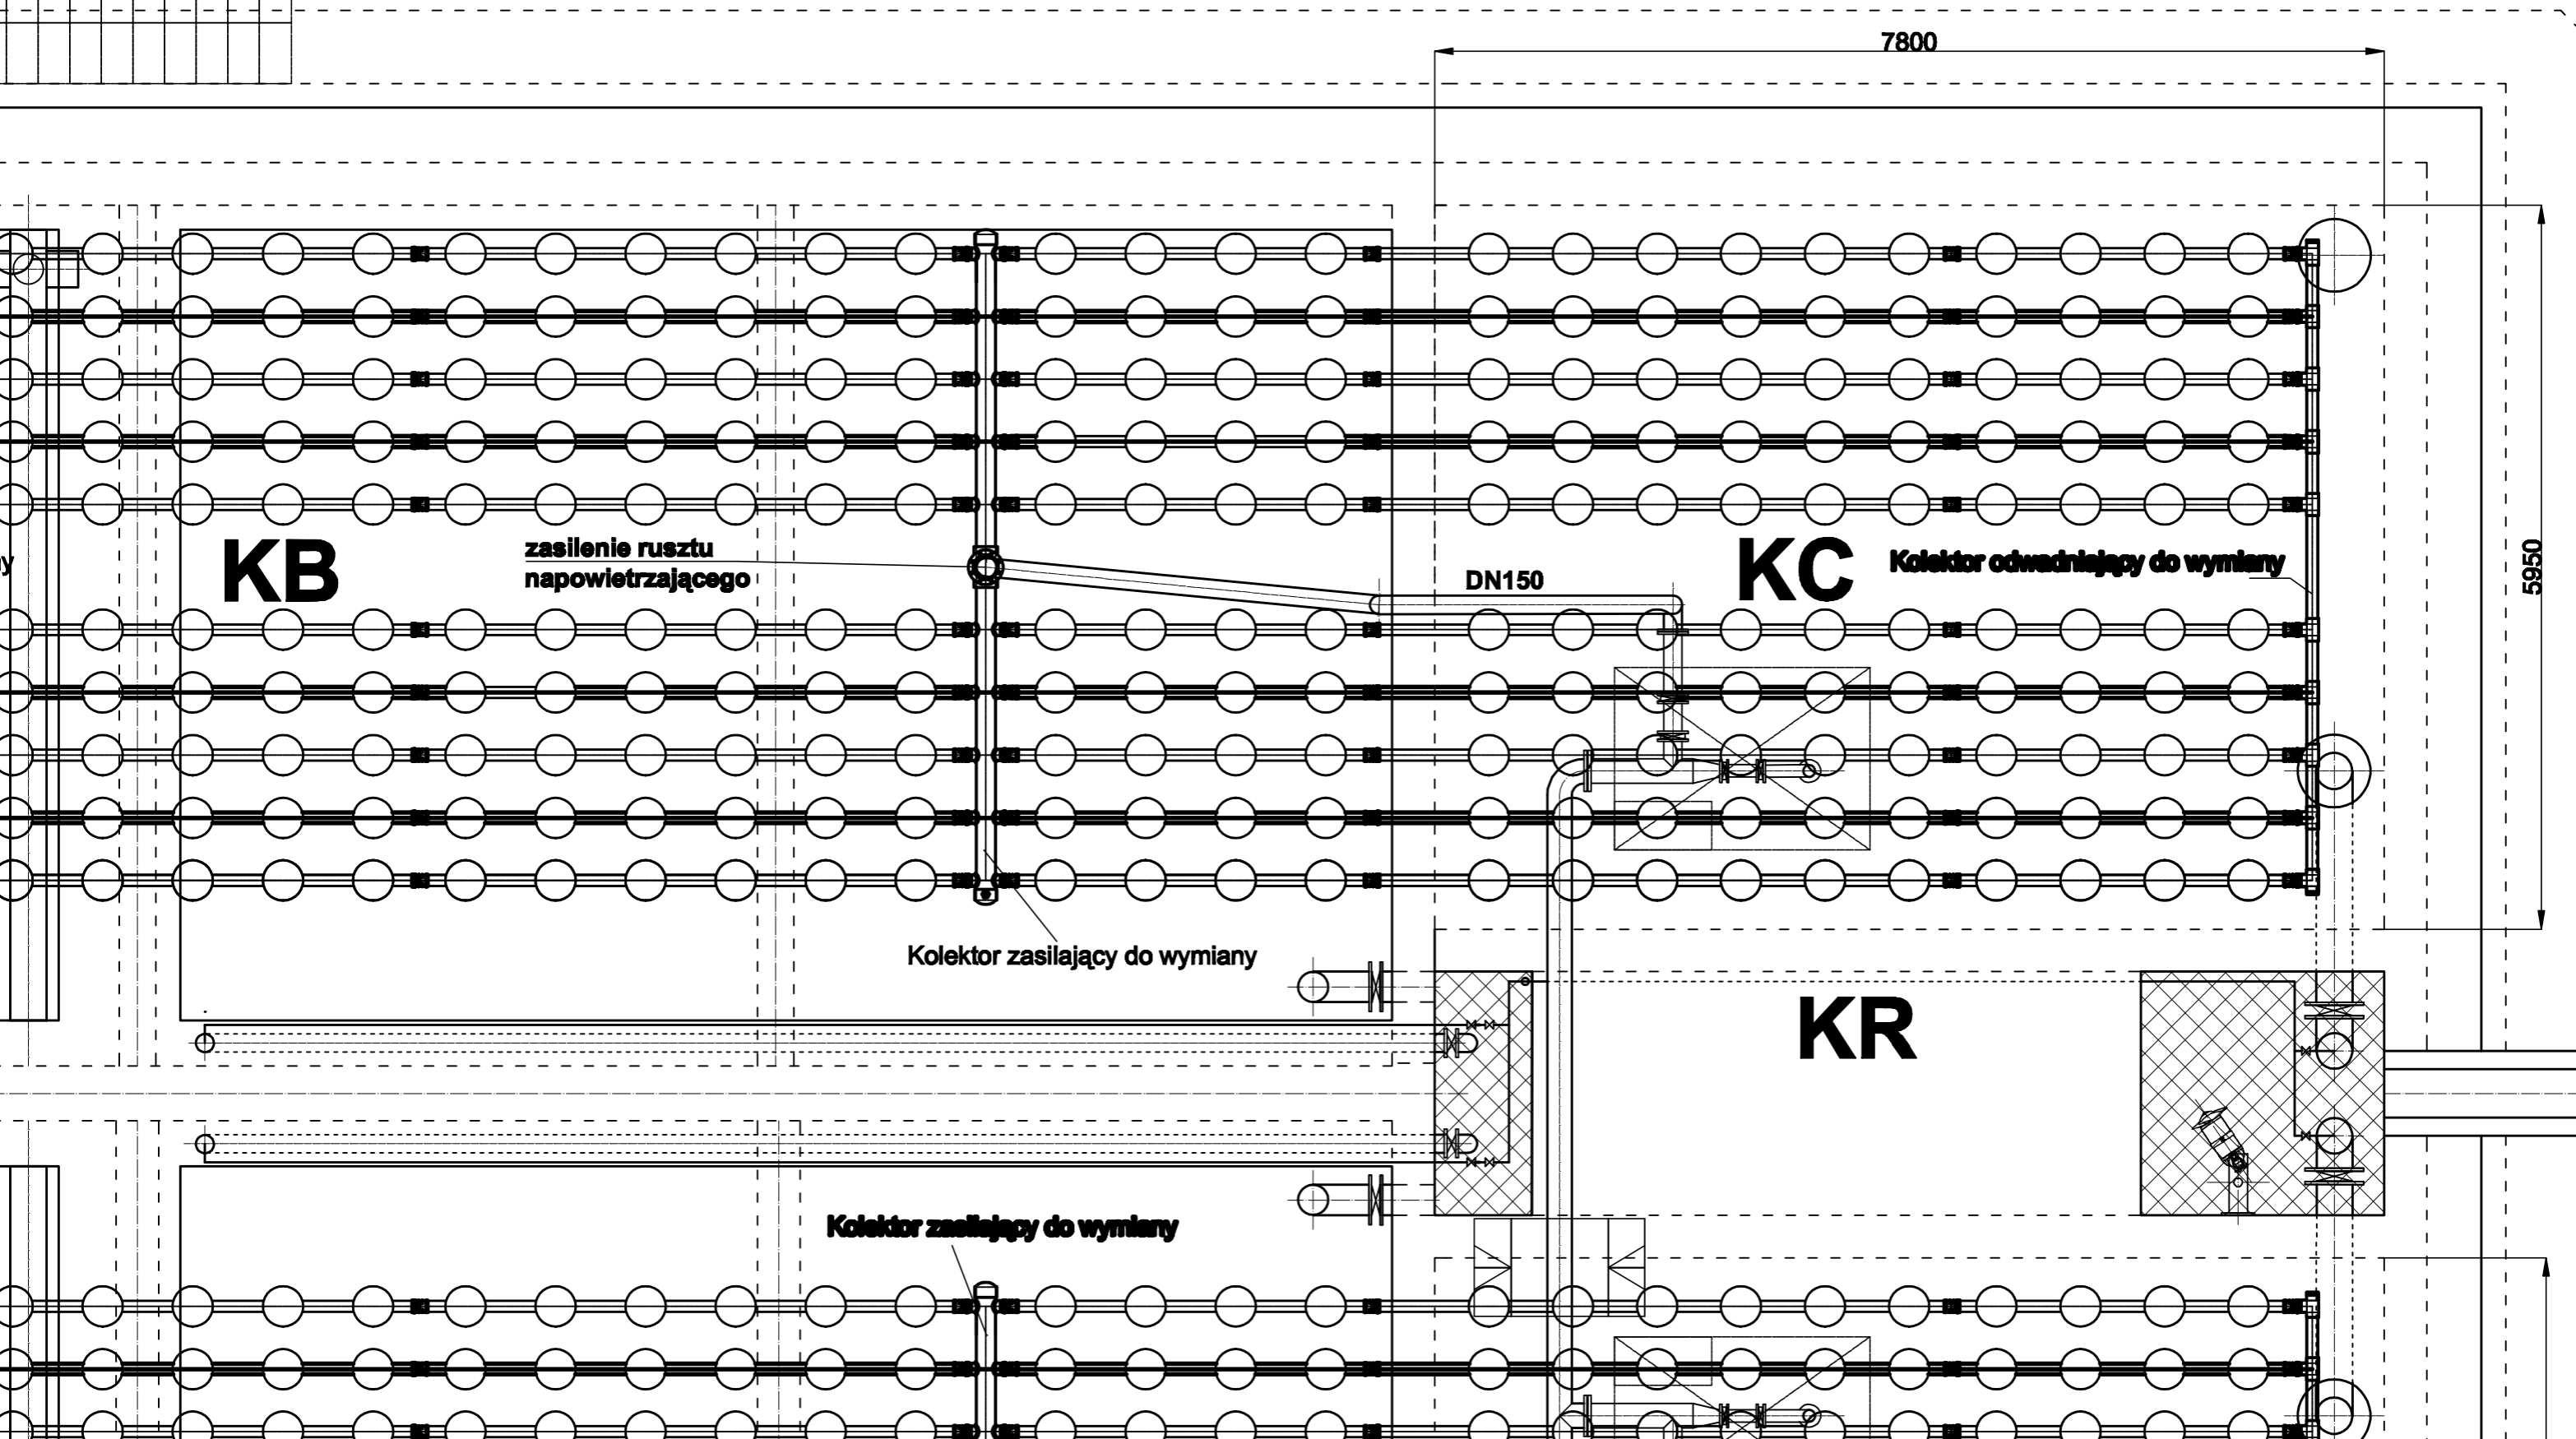 7800
zasilenie rusztu
napowietrzającego
KB
DN150
KC
Kolektor odwadniający do wymiany
5950
Kolektor zasilający do wymiany
KR
Kolektor zasilający do wymiany